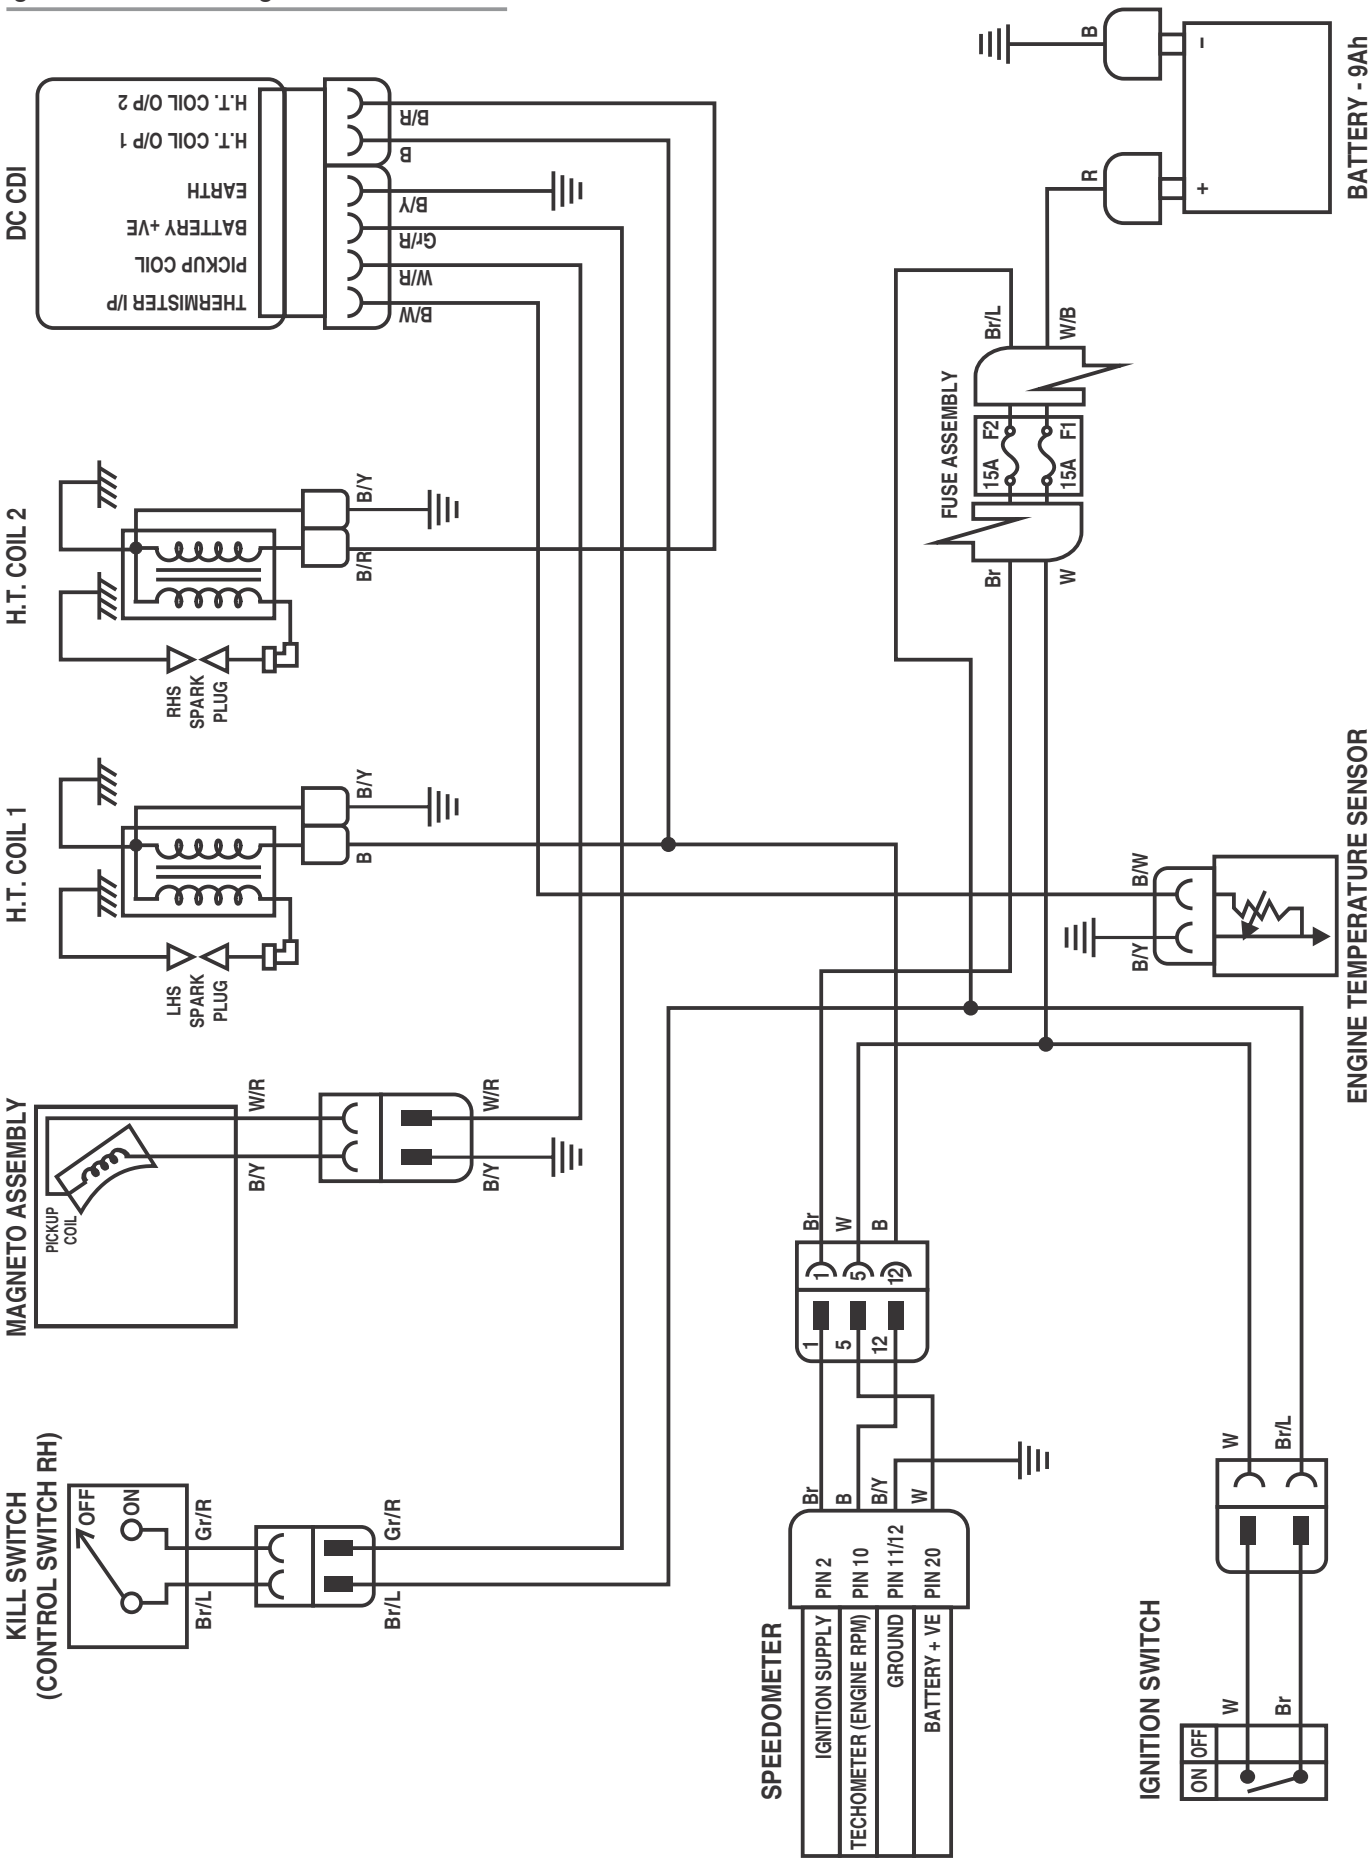 DC CDI
H.T. COIL O/P 2
H.T. COIL O/P 1
EARTH
BATTERY +VE
PICKUP COIL
THERMISTER I/P
B/R
B
B/Y
Gr/R
W/R
B/W
H.T. COIL 2
B/Y
B/R
RHS
SPARK
PLUG
H.T. COIL 1
B/Y
B
LHS
SPARK
PLUG
MAGNETO ASSEMBLY
PICKUP
COIL
W/R
B/Y
W/R
B/Y
KILL SWITCH
(CONTROL SWITCH RH)
OFF
ON
Gr/R
Br/L
Gr/R
Br/L
BATTERY - 9Ah
B
-
R
+
FUSE ASSEMBLY
Br/L
W/B
15A F2
15A F1
Br
W
ENGINE TEMPERATURE SENSOR
B/W
B/Y
Br
W
B
1
5
12
1
5
12
SPEEDOMETER
Br
B
B/Y
W
IGNITION SUPPLY PIN 2
TECHOMETER (ENGINE RPM) PIN 10
GROUND PIN 11/12
BATTERY + VE PIN 20
IGNITION SWITCH
W
Br/L
W
Br
ON OFF